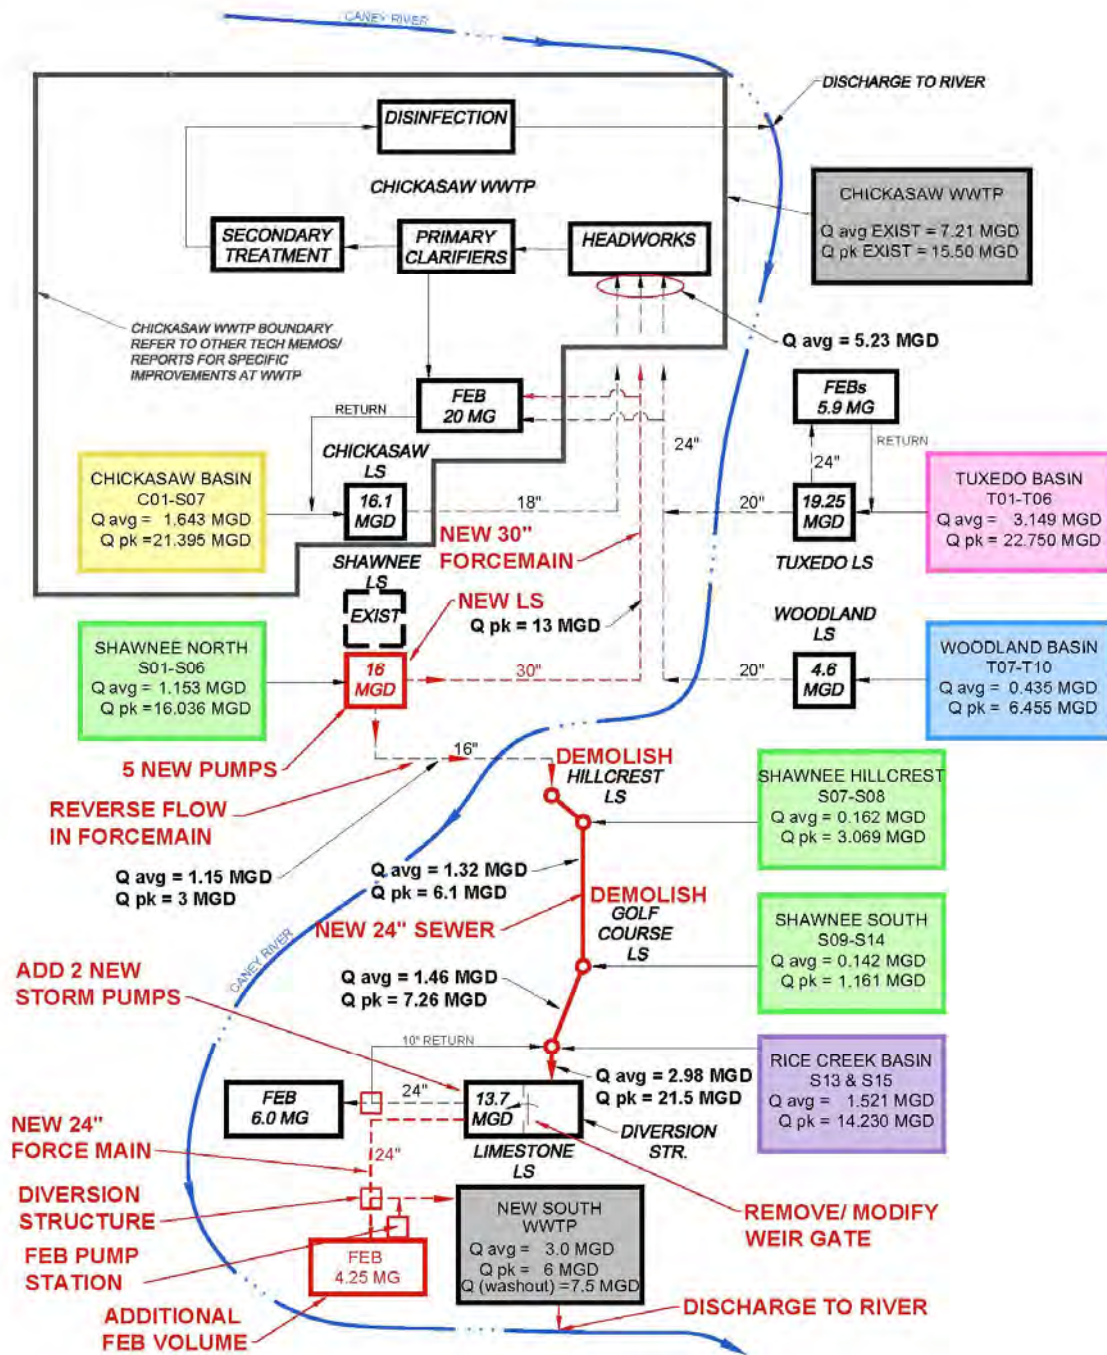 CANEY RIVER
DISCHARGE TO RIVER
DISINFECTION
CHICKASAW WWTP
CHICKASAW WWTP
Q avg EXIST = 7.21 MGD
Q pk EXIST = 15.50 MGD
SECONDARY
TREATMENT
PRIMARY
CLARIFIERS
HEADWORKS
CHICKASAW WWTP BOUNDARY
REFER TO OTHER TECH MEMOS/
REPORTS FOR SPECIFIC
IMPROVEMENTS AT WWTP
Q avg = 5.23 MGD
FEB
20 MG
RETURN
FEBs
5.9 MG
RETURN
24"
24"
CHICKASAW
LS
CHICKASAW BASIN
C01-S07
Q avg = 1.643 MGD
Q pk =21.395 MGD
16.1
MGD
18"
20"
19.25
MGD
TUXEDO LS
TUXEDO BASIN
T01-T06
Q avg = 3.149 MGD
Q pk = 22.750 MGD
NEW 30"
FORCEMAIN
SHAWNEE
LS
EXIST
NEW LS
Q pk = 13 MGD
WOODLAND
LS
SHAWNEE NORTH
S01-S06
Q avg = 1.153 MGD
Q pk =16.036 MGD
16
MGD
30"
20"
4.6
MGD
WOODLAND BASIN
T07-T10
Q avg = 0.435 MGD
Q pk = 6.455 MGD
5 NEW PUMPS
16"
REVERSE FLOW
IN FORCEMAIN
DEMOLISH
HILLCREST
LS
SHAWNEE HILLCREST
S07-S08
Q avg = 0.162 MGD
Q pk = 3.069 MGD
Q avg = 1.15 MGD
Q pk = 3 MGD
Q avg = 1.32 MGD
Q pk = 6.1 MGD
NEW 24" SEWER
DEMOLISH
GOLF
COURSE
LS
SHAWNEE SOUTH
S09-S14
Q avg = 0.142 MGD
Q pk = 1.161 MGD
CANEY RIVER
ADD 2 NEW
STORM PUMPS
Q avg = 1.46 MGD
Q pk = 7.26 MGD
10" RETURN
Q avg = 2.98 MGD
Q pk = 21.5 MGD
RICE CREEK BASIN
S13 & S15
Q avg = 1.521 MGD
Q pk = 14.230 MGD
FEB
6.0 MG
24"
13.7
MGD
DIVERSION
STR.
LIMESTONE
LS
NEW 24"
FORCE MAIN
24"
DIVERSION
STRUCTURE
FEB PUMP
STATION
FEB
4.25 MG
NEW SOUTH
WWTP
Q avg = 3.0 MGD
Q pk = 6 MGD
Q (washout) =7.5 MGD
REMOVE/ MODIFY
WEIR GATE
ADDITIONAL
FEB VOLUME
DISCHARGE TO RIVER